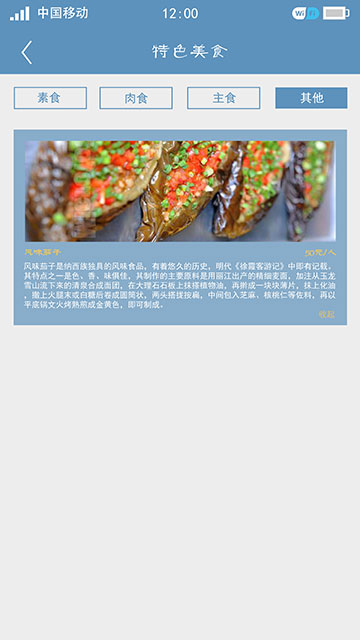 中国移动 12:00 WiFi
特色美食
素食 肉食 主食 其他
风味茄子 50元/人
风味茄子是纳西族独具的风味食品，有着悠久的历史，明代《徐霞客游记》中即有记载。
其特点之一是色、香、味俱佳，其制作的主要原料是用丽江出产的精细麦面，加注从玉龙
雪山流下来的清泉合成面团，在大理石石板上抹搽植物油，再擀成一块块薄片，抹上化油
，撒上火腿末或白糖后卷成圆筒状，两头搭拢按扁，中间包入芝麻、核桃仁等佐料，再以
平底锅文火烤熟煎成金黄色，即可制成。
收起